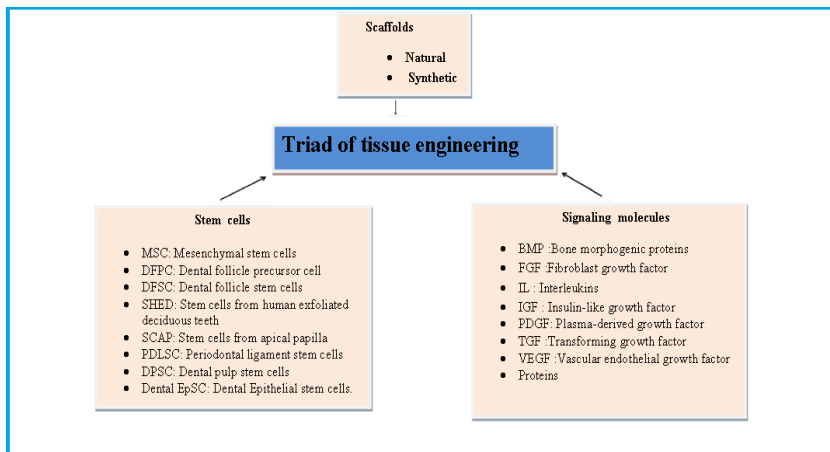 Scaffolds
• Natural
• Synthetic
Triad of tissue engineering
Stem cells
• MSC: Mesenchymal stem cells
• DFPC: Dental follicle precursor cell
• DFSC: Dental follicle stem cells
• SHED: Stem cells from human exfoliated
deciduous teeth
• SCAP: Stem cells from apical papilla
• PDLSC: Periodontal ligament stem cells
• DPSC: Dental pulp stem cells
• Dental EpSC: Dental Epithelial stem cells.
Signaling molecules
• BMP :Bone morphogenic proteins
• FGF :Fibroblast growth factor
• IL : Interleukins
• IGF : Insulin-like growth factor
• PDGF: Plasma-derived growth factor
• TGF :Transforming growth factor
• VEGF :Vascular endothelial growth factor
• Proteins